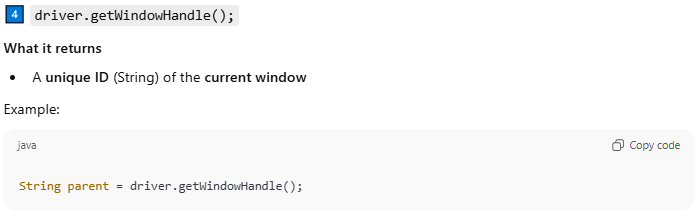 4 driver.getWindowHandle();
What it returns
• A unique ID (String) of the current window
Example:
java Copy code
String parent = driver.getWindowHandle();